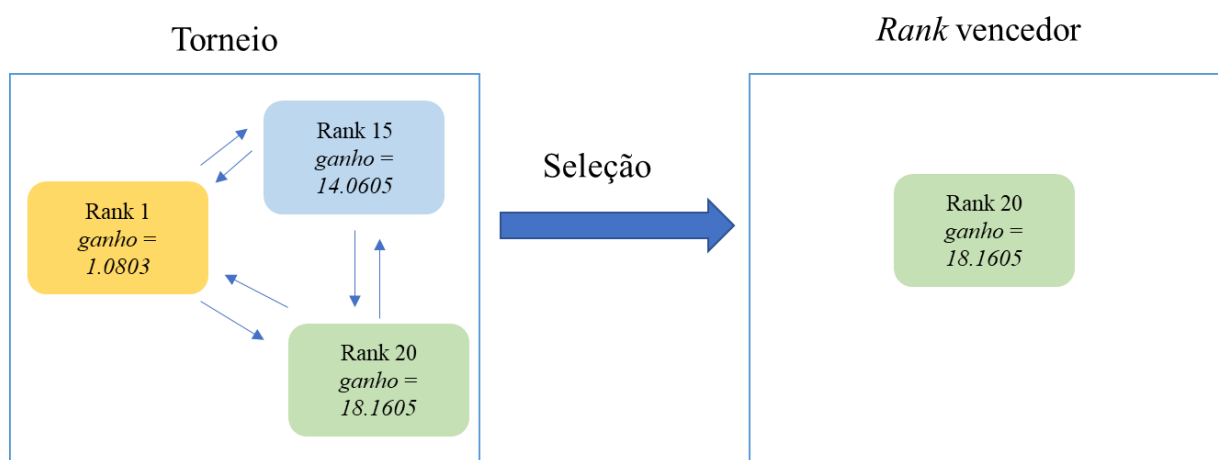 Torneio
Rank vencedor
Rank 15
ganho =
14.0605
Rank 1
ganho =
1.0803
Rank 20
ganho =
18.1605
Seleção
Rank 20
ganho =
18.1605